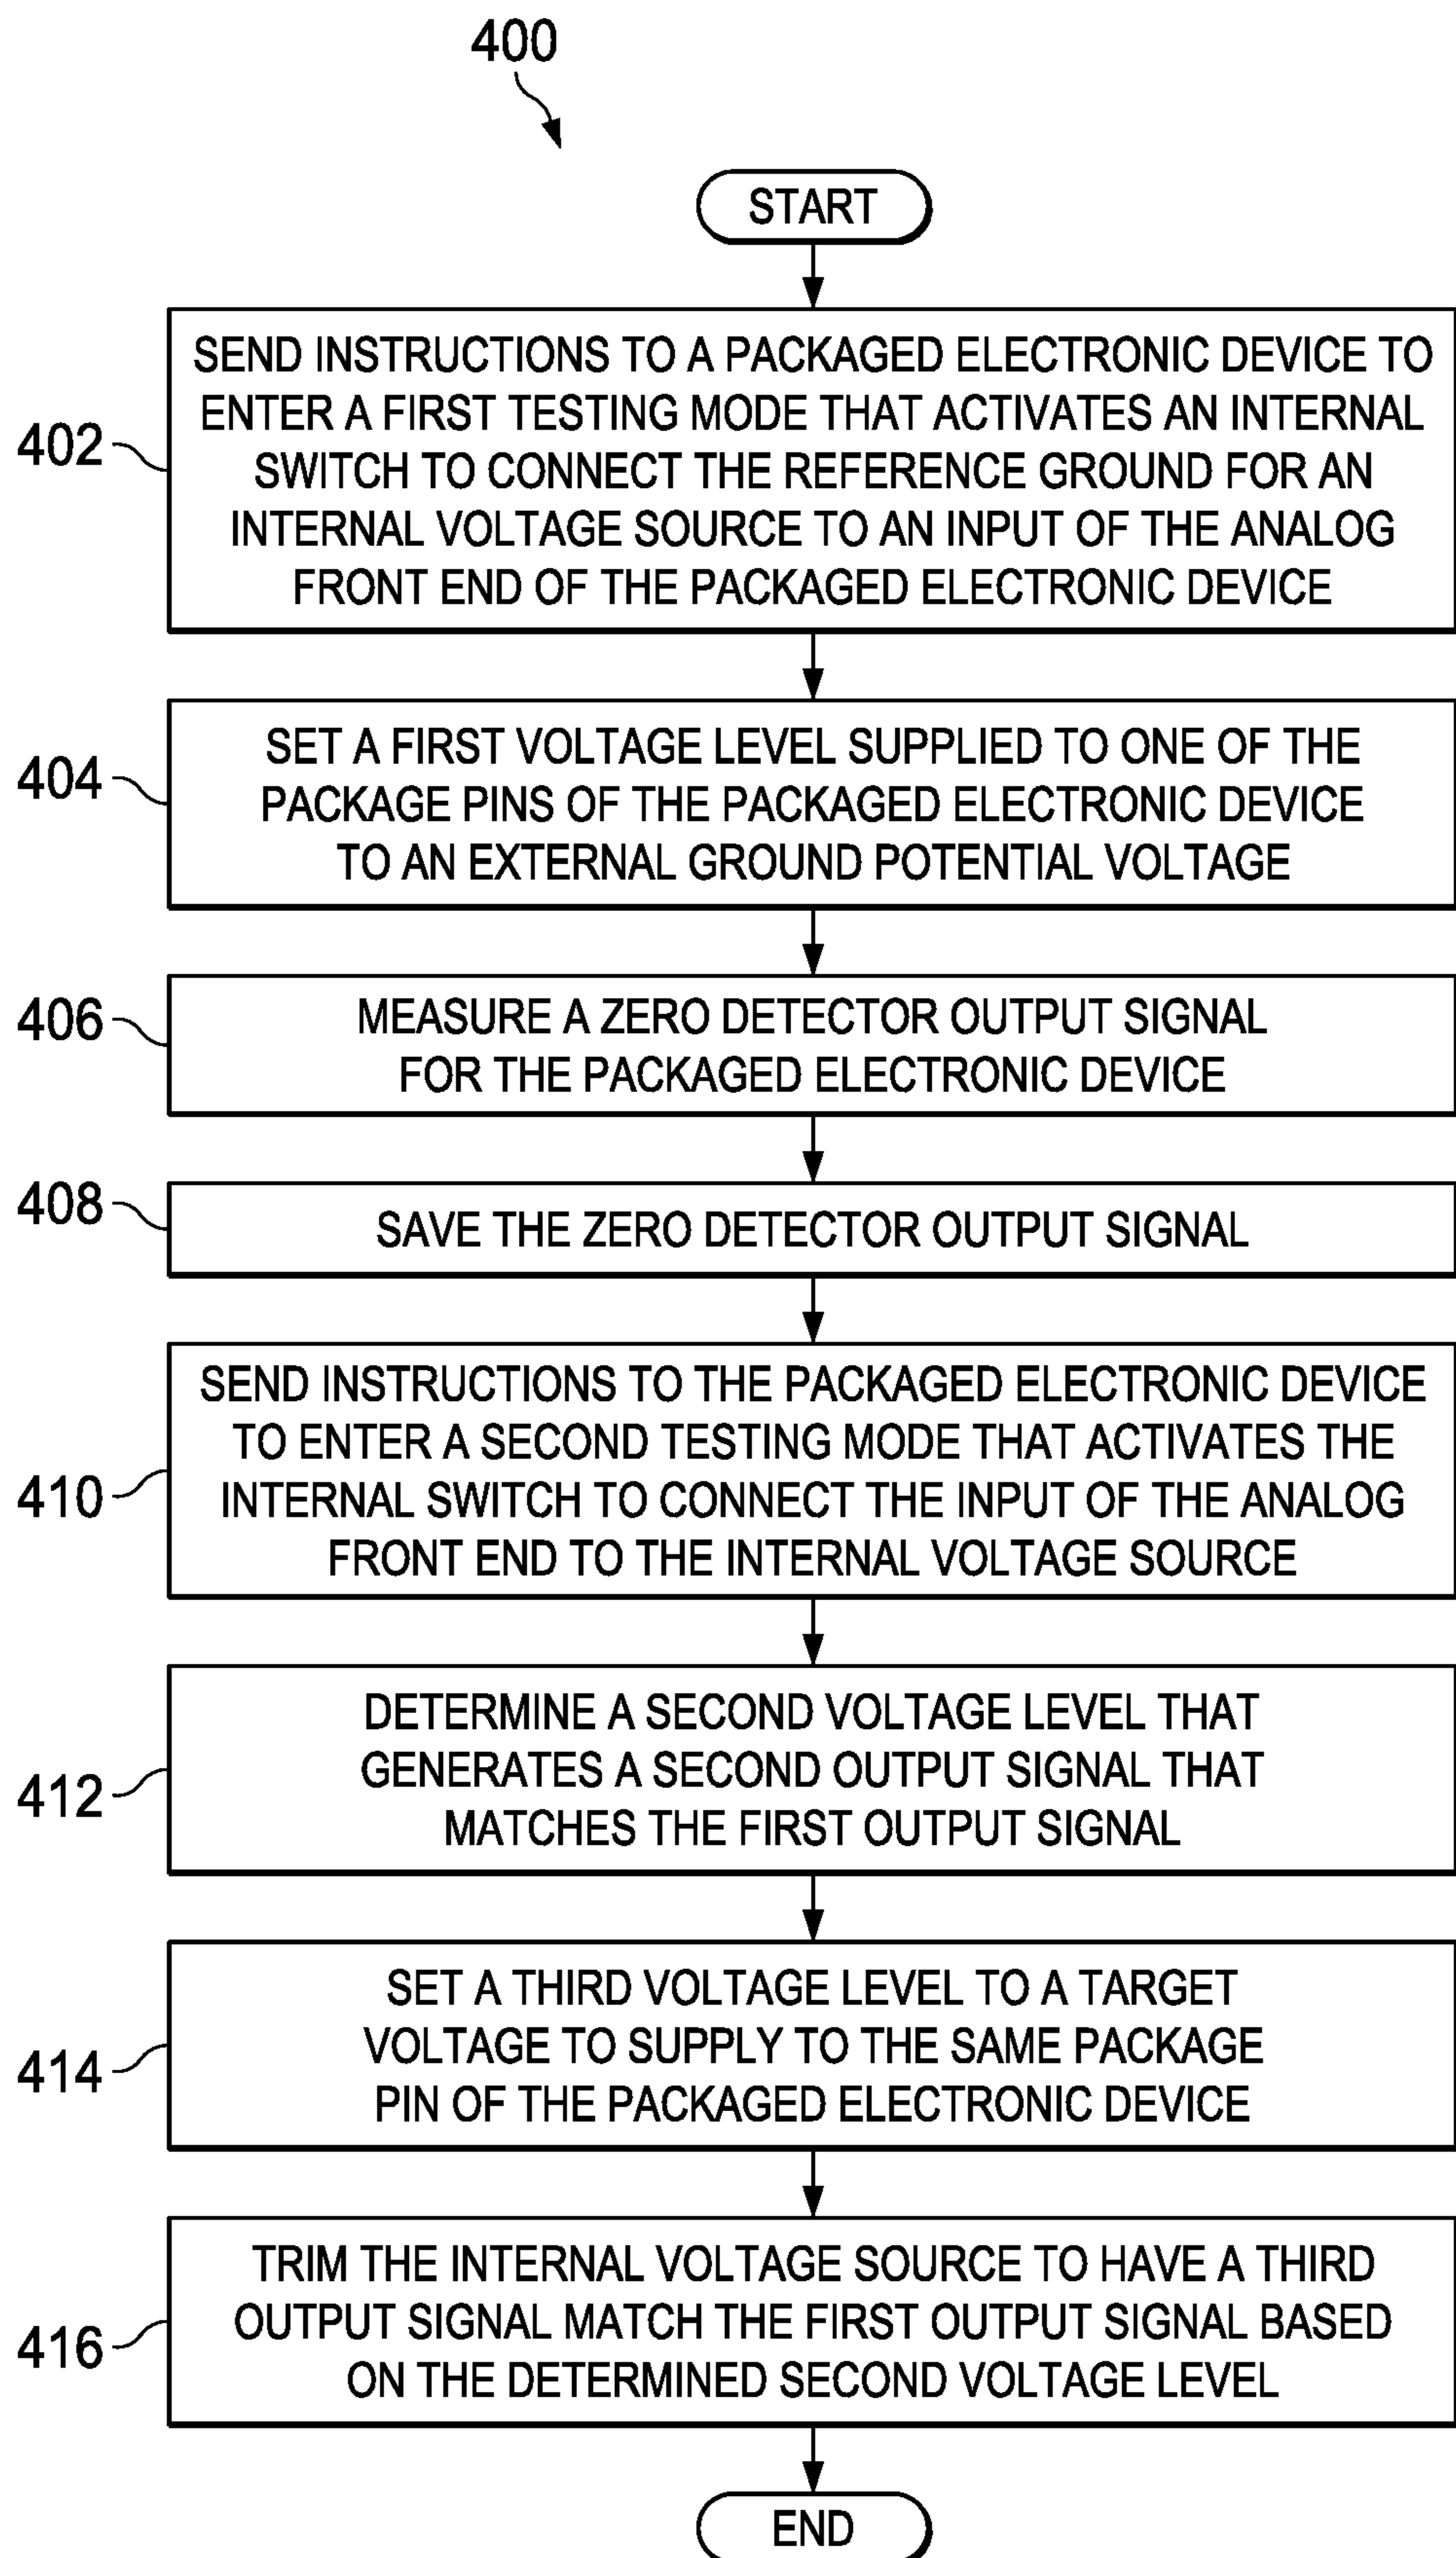 400
START
402
SEND INSTRUCTIONS TO A PACKAGED ELECTRONIC DEVICE TO
ENTER A FIRST TESTING MODE THAT ACTIVATES AN INTERNAL
SWITCH TO CONNECT THE REFERENCE GROUND FOR AN
INTERNAL VOLTAGE SOURCE TO AN INPUT OF THE ANALOG
FRONT END OF THE PACKAGED ELECTRONIC DEVICE
404
SET A FIRST VOLTAGE LEVEL SUPPLIED TO ONE OF THE
PACKAGE PINS OF THE PACKAGED ELECTRONIC DEVICE
TO AN EXTERNAL GROUND POTENTIAL VOLTAGE
406
MEASURE A ZERO DETECTOR OUTPUT SIGNAL
FOR THE PACKAGED ELECTRONIC DEVICE
408
SAVE THE ZERO DETECTOR OUTPUT SIGNAL
410
SEND INSTRUCTIONS TO THE PACKAGED ELECTRONIC DEVICE
TO ENTER A SECOND TESTING MODE THAT ACTIVATES THE
INTERNAL SWITCH TO CONNECT THE INPUT OF THE ANALOG
FRONT END TO THE INTERNAL VOLTAGE SOURCE
412
DETERMINE A SECOND VOLTAGE LEVEL THAT
GENERATES A SECOND OUTPUT SIGNAL THAT
MATCHES THE FIRST OUTPUT SIGNAL
414
SET A THIRD VOLTAGE LEVEL TO A TARGET
VOLTAGE TO SUPPLY TO THE SAME PACKAGE
PIN OF THE PACKAGED ELECTRONIC DEVICE
416
TRIM THE INTERNAL VOLTAGE SOURCE TO HAVE A THIRD
OUTPUT SIGNAL MATCH THE FIRST OUTPUT SIGNAL BASED
ON THE DETERMINED SECOND VOLTAGE LEVEL
END